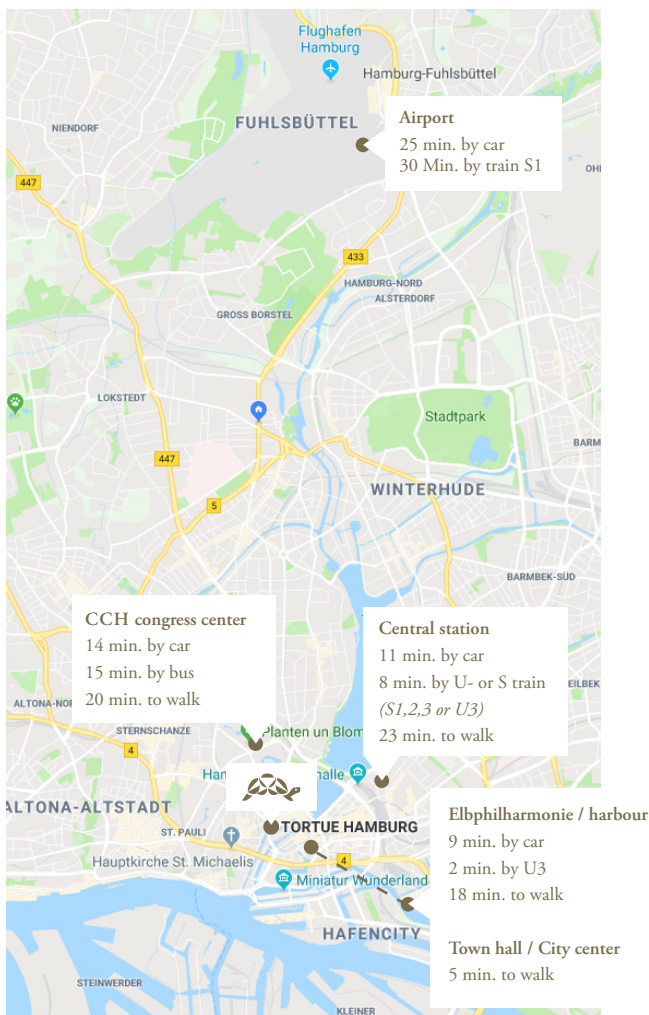 Flughafen
Hamburg
Hamburg-Fuhlsbüttel
FUHLSBÜTTEL
NIENDORF
Airport
25 min. by car
30 Min. by train S1
447
433
HAMBURG-NORD
ALSTERDORF
GROSS BORSTEL
LOKSTEDT
Stadtpark
447
5
WINTERHUDE
BARMBEK-SÜD
CCH congress center
14 min. by car
15 min. by bus
20 min. to walk
Central station
11 min. by car
8 min. by U- or S train
(S1,2,3 or U3)
23 min. to walk
STERNSCHANZE
Planten un Blom
4
ALTONA-ALTSTADT
ST. PAULI
TORTUE HAMBURG
Hauptkirche St. Michaelis
4
Miniatur Wunderland
Elbphilharmonie / harbour
9 min. by car
2 min. by U3
18 min. to walk
HAFENCITY
Town hall / City center
5 min. to walk
STEINWERDER
KLEINER